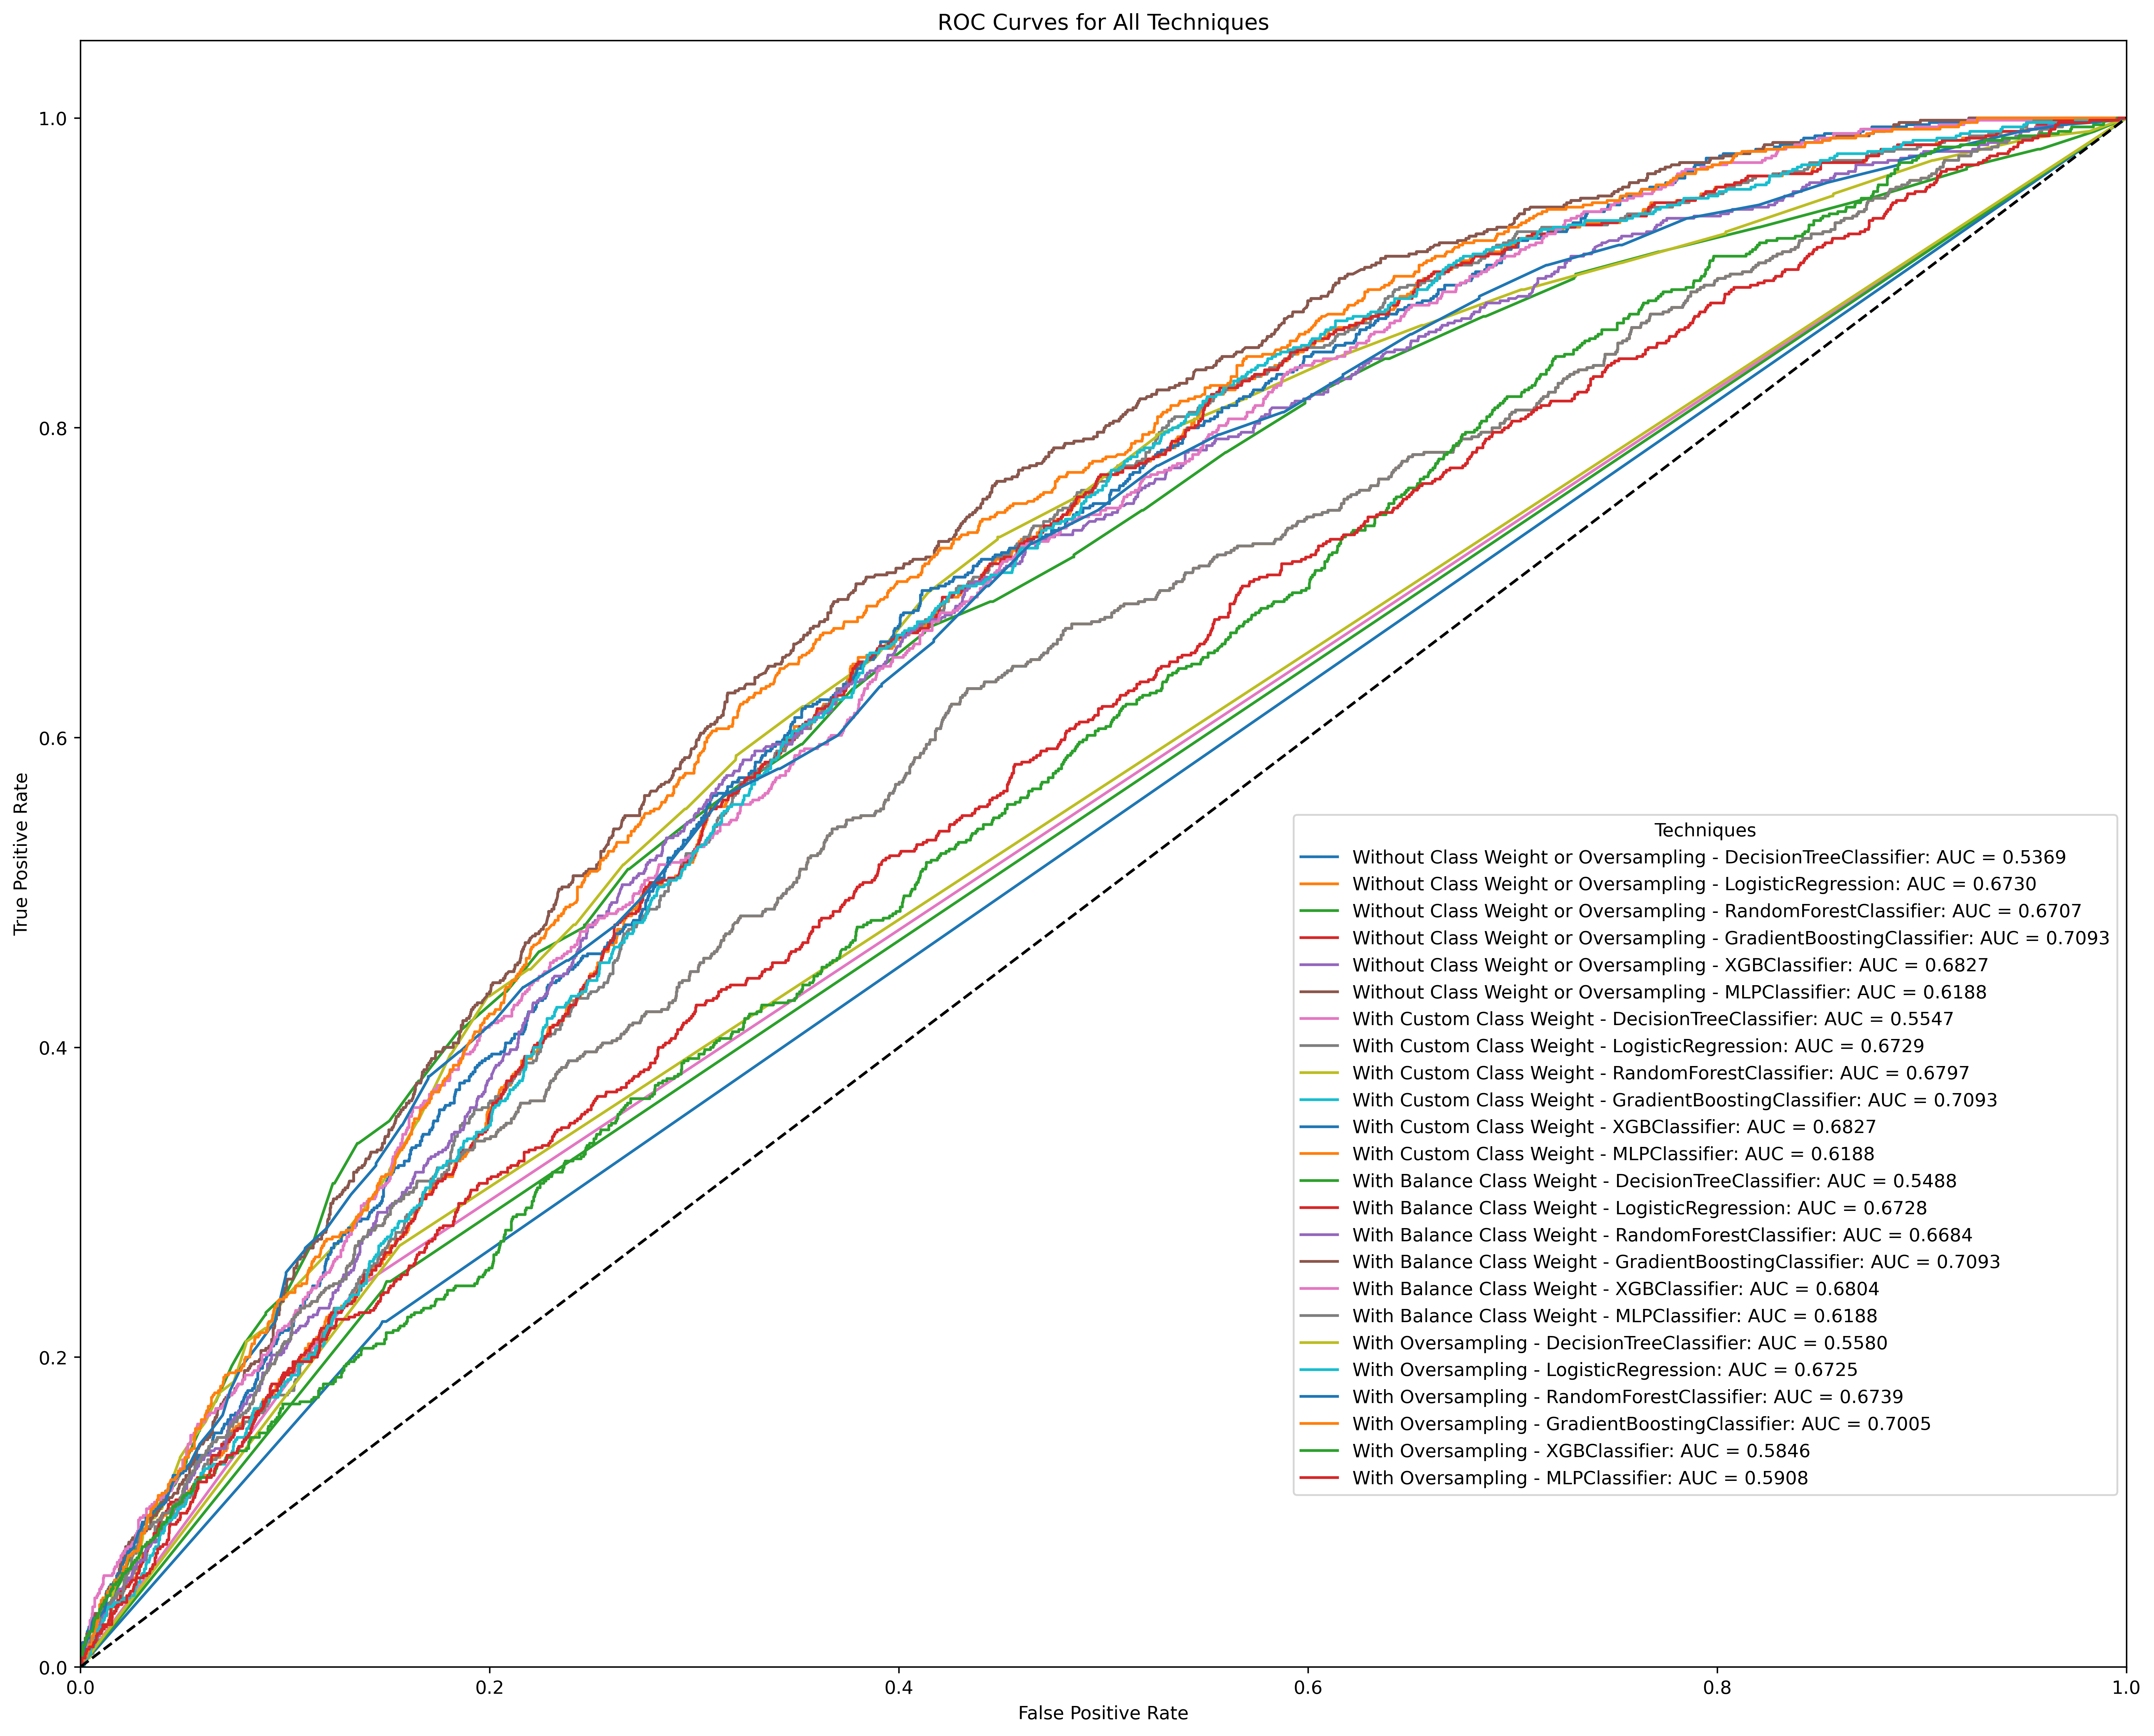 ROC Curves for All Techniques
1.0
0.8
0.6
0.4
0.2
0.0
True Positive Rate
Techniques
Without Class Weight or Oversampling - DecisionTreeClassifier: AUC = 0.5369
Without Class Weight or Oversampling - LogisticRegression: AUC = 0.6730
Without Class Weight or Oversampling - RandomForestClassifier: AUC = 0.6707
Without Class Weight or Oversampling - GradientBoostingClassifier: AUC = 0.7093
Without Class Weight or Oversampling - XGBClassifier: AUC = 0.6827
Without Class Weight or Oversampling - MLPClassifier: AUC = 0.6188
With Custom Class Weight - DecisionTreeClassifier: AUC = 0.5547
With Custom Class Weight - LogisticRegression: AUC = 0.6729
With Custom Class Weight - RandomForestClassifier: AUC = 0.6797
With Custom Class Weight - GradientBoostingClassifier: AUC = 0.7093
With Custom Class Weight - XGBClassifier: AUC = 0.6827
With Custom Class Weight - MLPClassifier: AUC = 0.6188
With Balance Class Weight - DecisionTreeClassifier: AUC = 0.5488
With Balance Class Weight - LogisticRegression: AUC = 0.6728
With Balance Class Weight - RandomForestClassifier: AUC = 0.6684
With Balance Class Weight - GradientBoostingClassifier: AUC = 0.7093
With Balance Class Weight - XGBClassifier: AUC = 0.6804
With Balance Class Weight - MLPClassifier: AUC = 0.6188
With Oversampling - DecisionTreeClassifier: AUC = 0.5580
With Oversampling - LogisticRegression: AUC = 0.6725
With Oversampling - RandomForestClassifier: AUC = 0.6739
With Oversampling - GradientBoostingClassifier: AUC = 0.7005
With Oversampling - XGBClassifier: AUC = 0.5846
With Oversampling - MLPClassifier: AUC = 0.5908
0.0 0.2 0.4 0.6 0.8 1.0
False Positive Rate